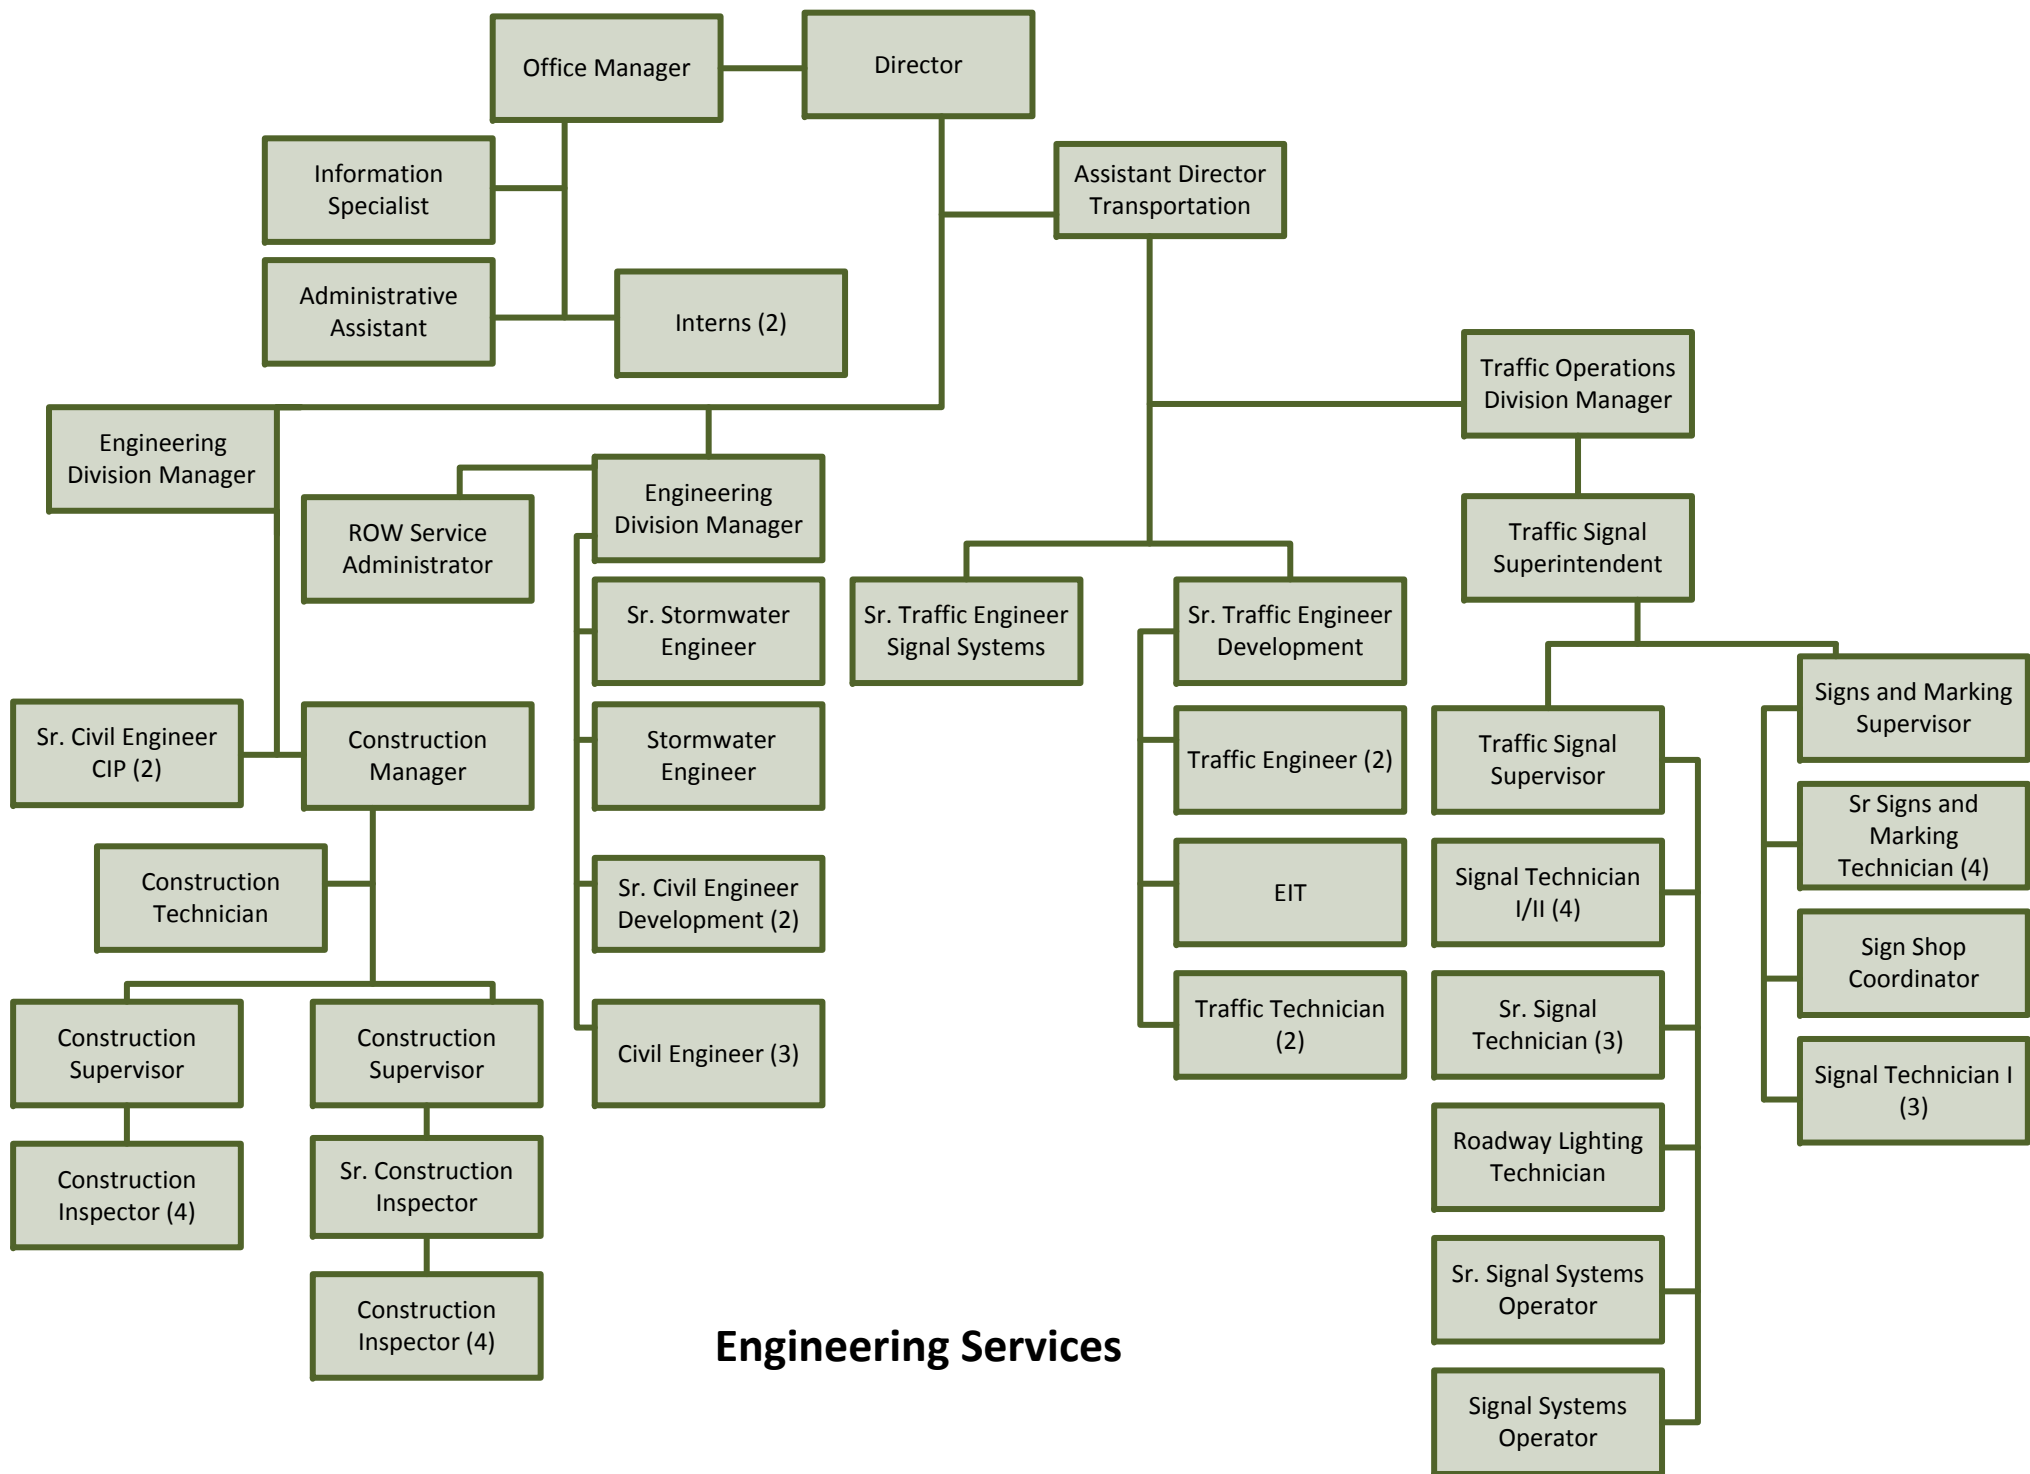 Office Manager
Director
Information
Specialist
Assistant Director
Transportation
Administrative
Assistant
Interns (2)
Traffic Operations
Division Manager
Engineering
Division Manager
ROW Service
Administrator
Engineering
Division Manager
Traffic Signal
Superintendent
Sr. Stormwater
Engineer
Sr. Traffic Engineer
Signal Systems
Sr. Traffic Engineer
Development
Signs and Marking
Supervisor
Sr. Civil Engineer
CIP (2)
Construction
Manager
Stormwater
Engineer
Traffic Engineer (2)
Traffic Signal
Supervisor
Sr Signs and
Marking
Technician (4)
Construction
Technician
Sr. Civil Engineer
Development (2)
EIT
Signal Technician
I/II (4)
Sign Shop
Coordinator
Construction
Supervisor
Construction
Supervisor
Civil Engineer (3)
Traffic Technician
(2)
Sr. Signal
Technician (3)
Signal Technician I
(3)
Construction
Inspector (4)
Sr. Construction
Inspector
Roadway Lighting
Technician
Construction
Inspector (4)
Sr. Signal Systems
Operator
Engineering Services
Signal Systems
Operator